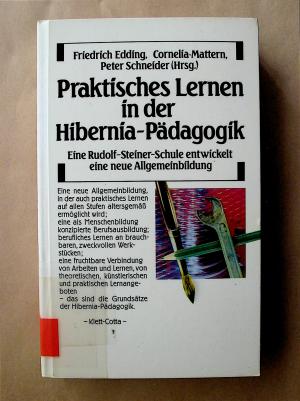 Friedrich Edding, Cornelia-Mattern,
Peter Schneider (Hrsg.)
Praktisches Lernen
in der
Hibernia-Pädagogik
Eine Rudolf-Steiner-Schule entwickelt
eine neue Allgemeinbildung
Eine neue Allgemeinbildung,
in der auch praktisches Lernen
auf allen Stufen altersgemäß
ermöglicht wird;
eine als Menschenbildung
konzipierte Berufsausbildung;
berufliches Lernen an brauch-
baren, zweckvollen Werk-
stücken;
eine fruchtbare Verbindung
von Arbeiten und Lernen, von
theoretischen, künstlerischen
und praktischen Lernange-
boten
– das sind die Grundsätze
der Hibernia-Pädagogik.
– Klett-Cotta –